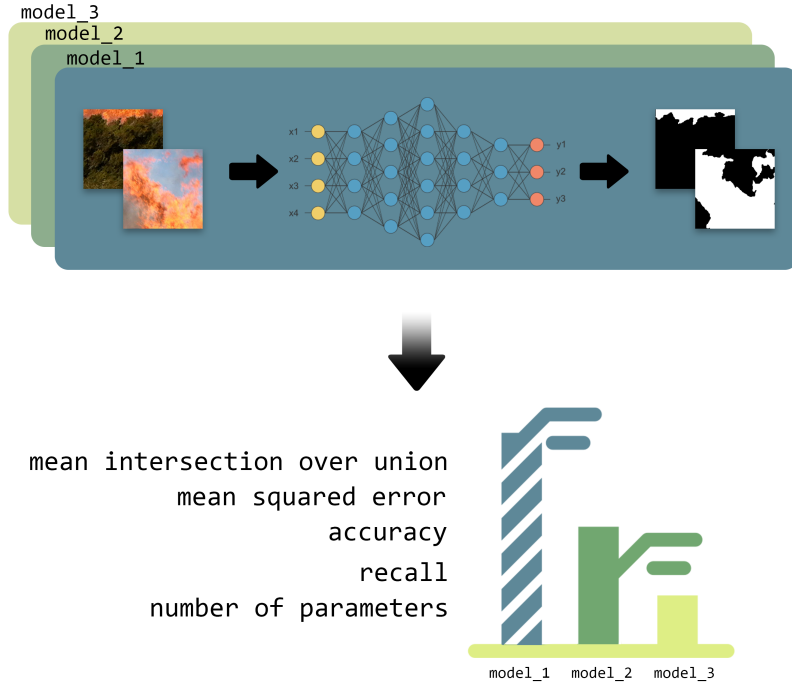 model_3
model_2
model_1
x1
x2
x3
x4
y1
y2
y3
mean intersection over union
mean squared error
accuracy
recall
number of parameters
model_1 model_2 model_3